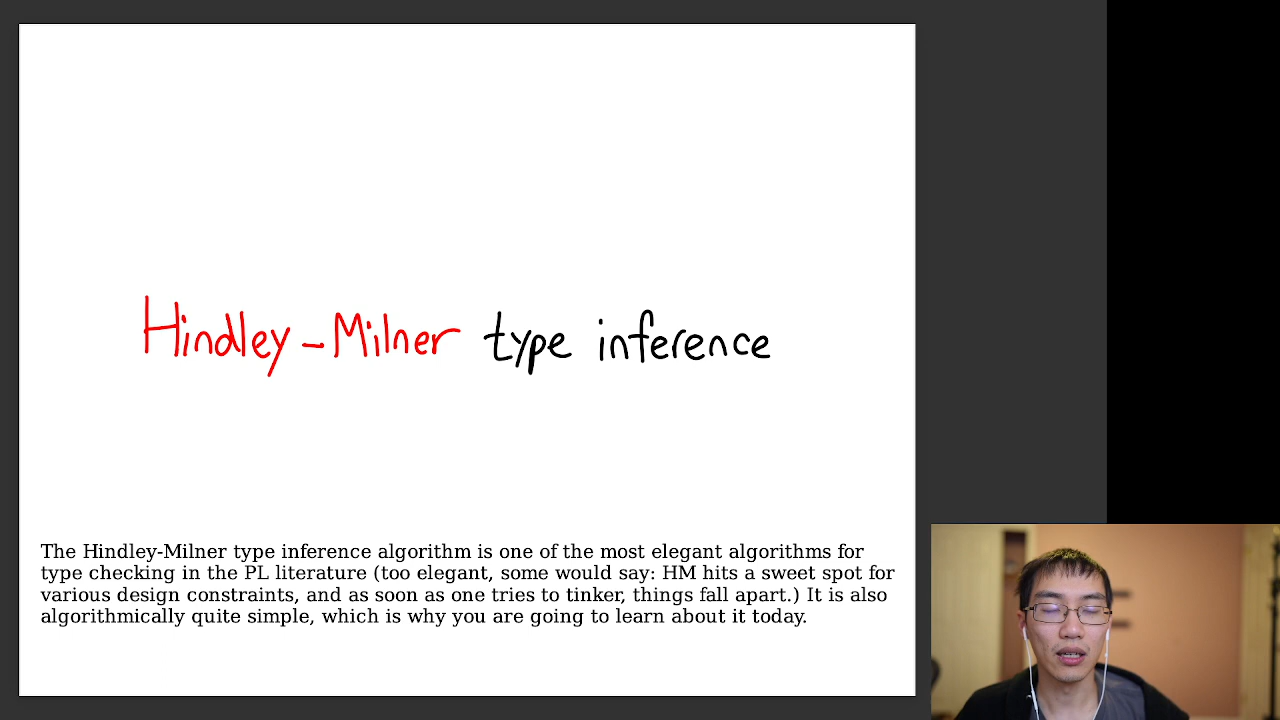 Hindley-Milner type inference
The Hindley-Milner type inference algorithm is one of the most elegant algorithms for
type checking in the PL literature (too elegant, some would say: HM hits a sweet spot for
various design constraints, and as soon as one tries to tinker, things fall apart.) It is also
algorithmically quite simple, which is why you are going to learn about it today.